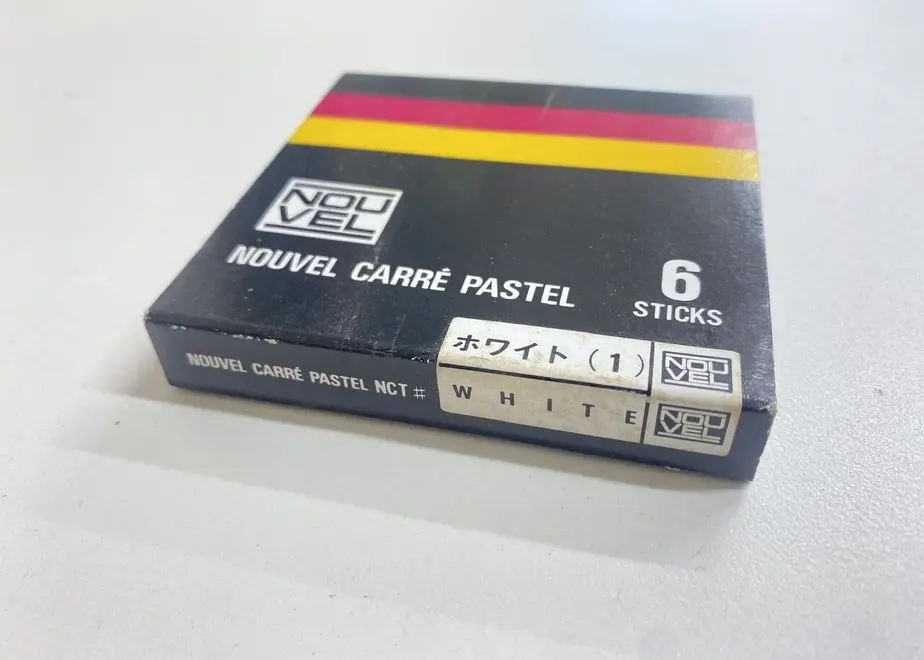 NOU
VEL
NOUVEL CARRÉ PASTEL
6
STICKS
ホワイト (1)
NOU
VEL
NOUVEL CARRÉ PASTEL NCT #
WHITE
NOU
VEL